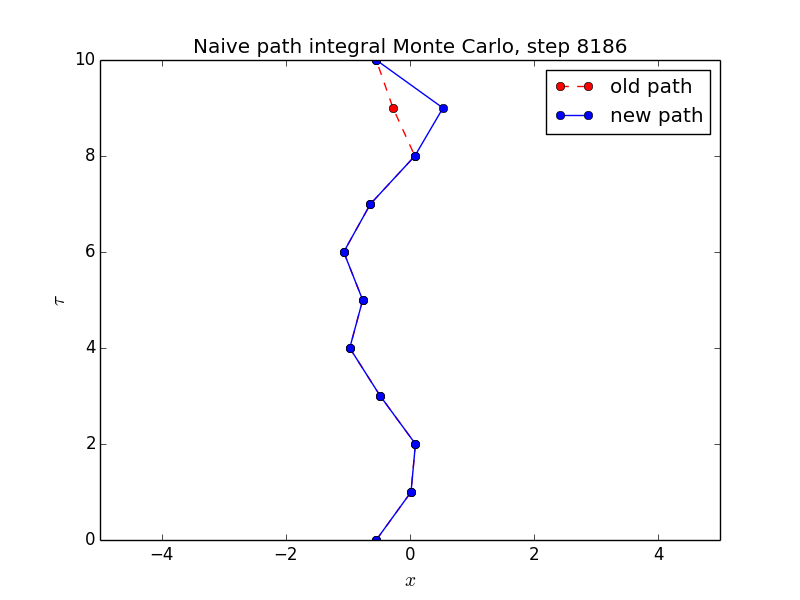 Naive path integral Monte Carlo, step 8186
old path
new path
10
8
6
4
2
0
τ
−4 −2 0 2 4
x